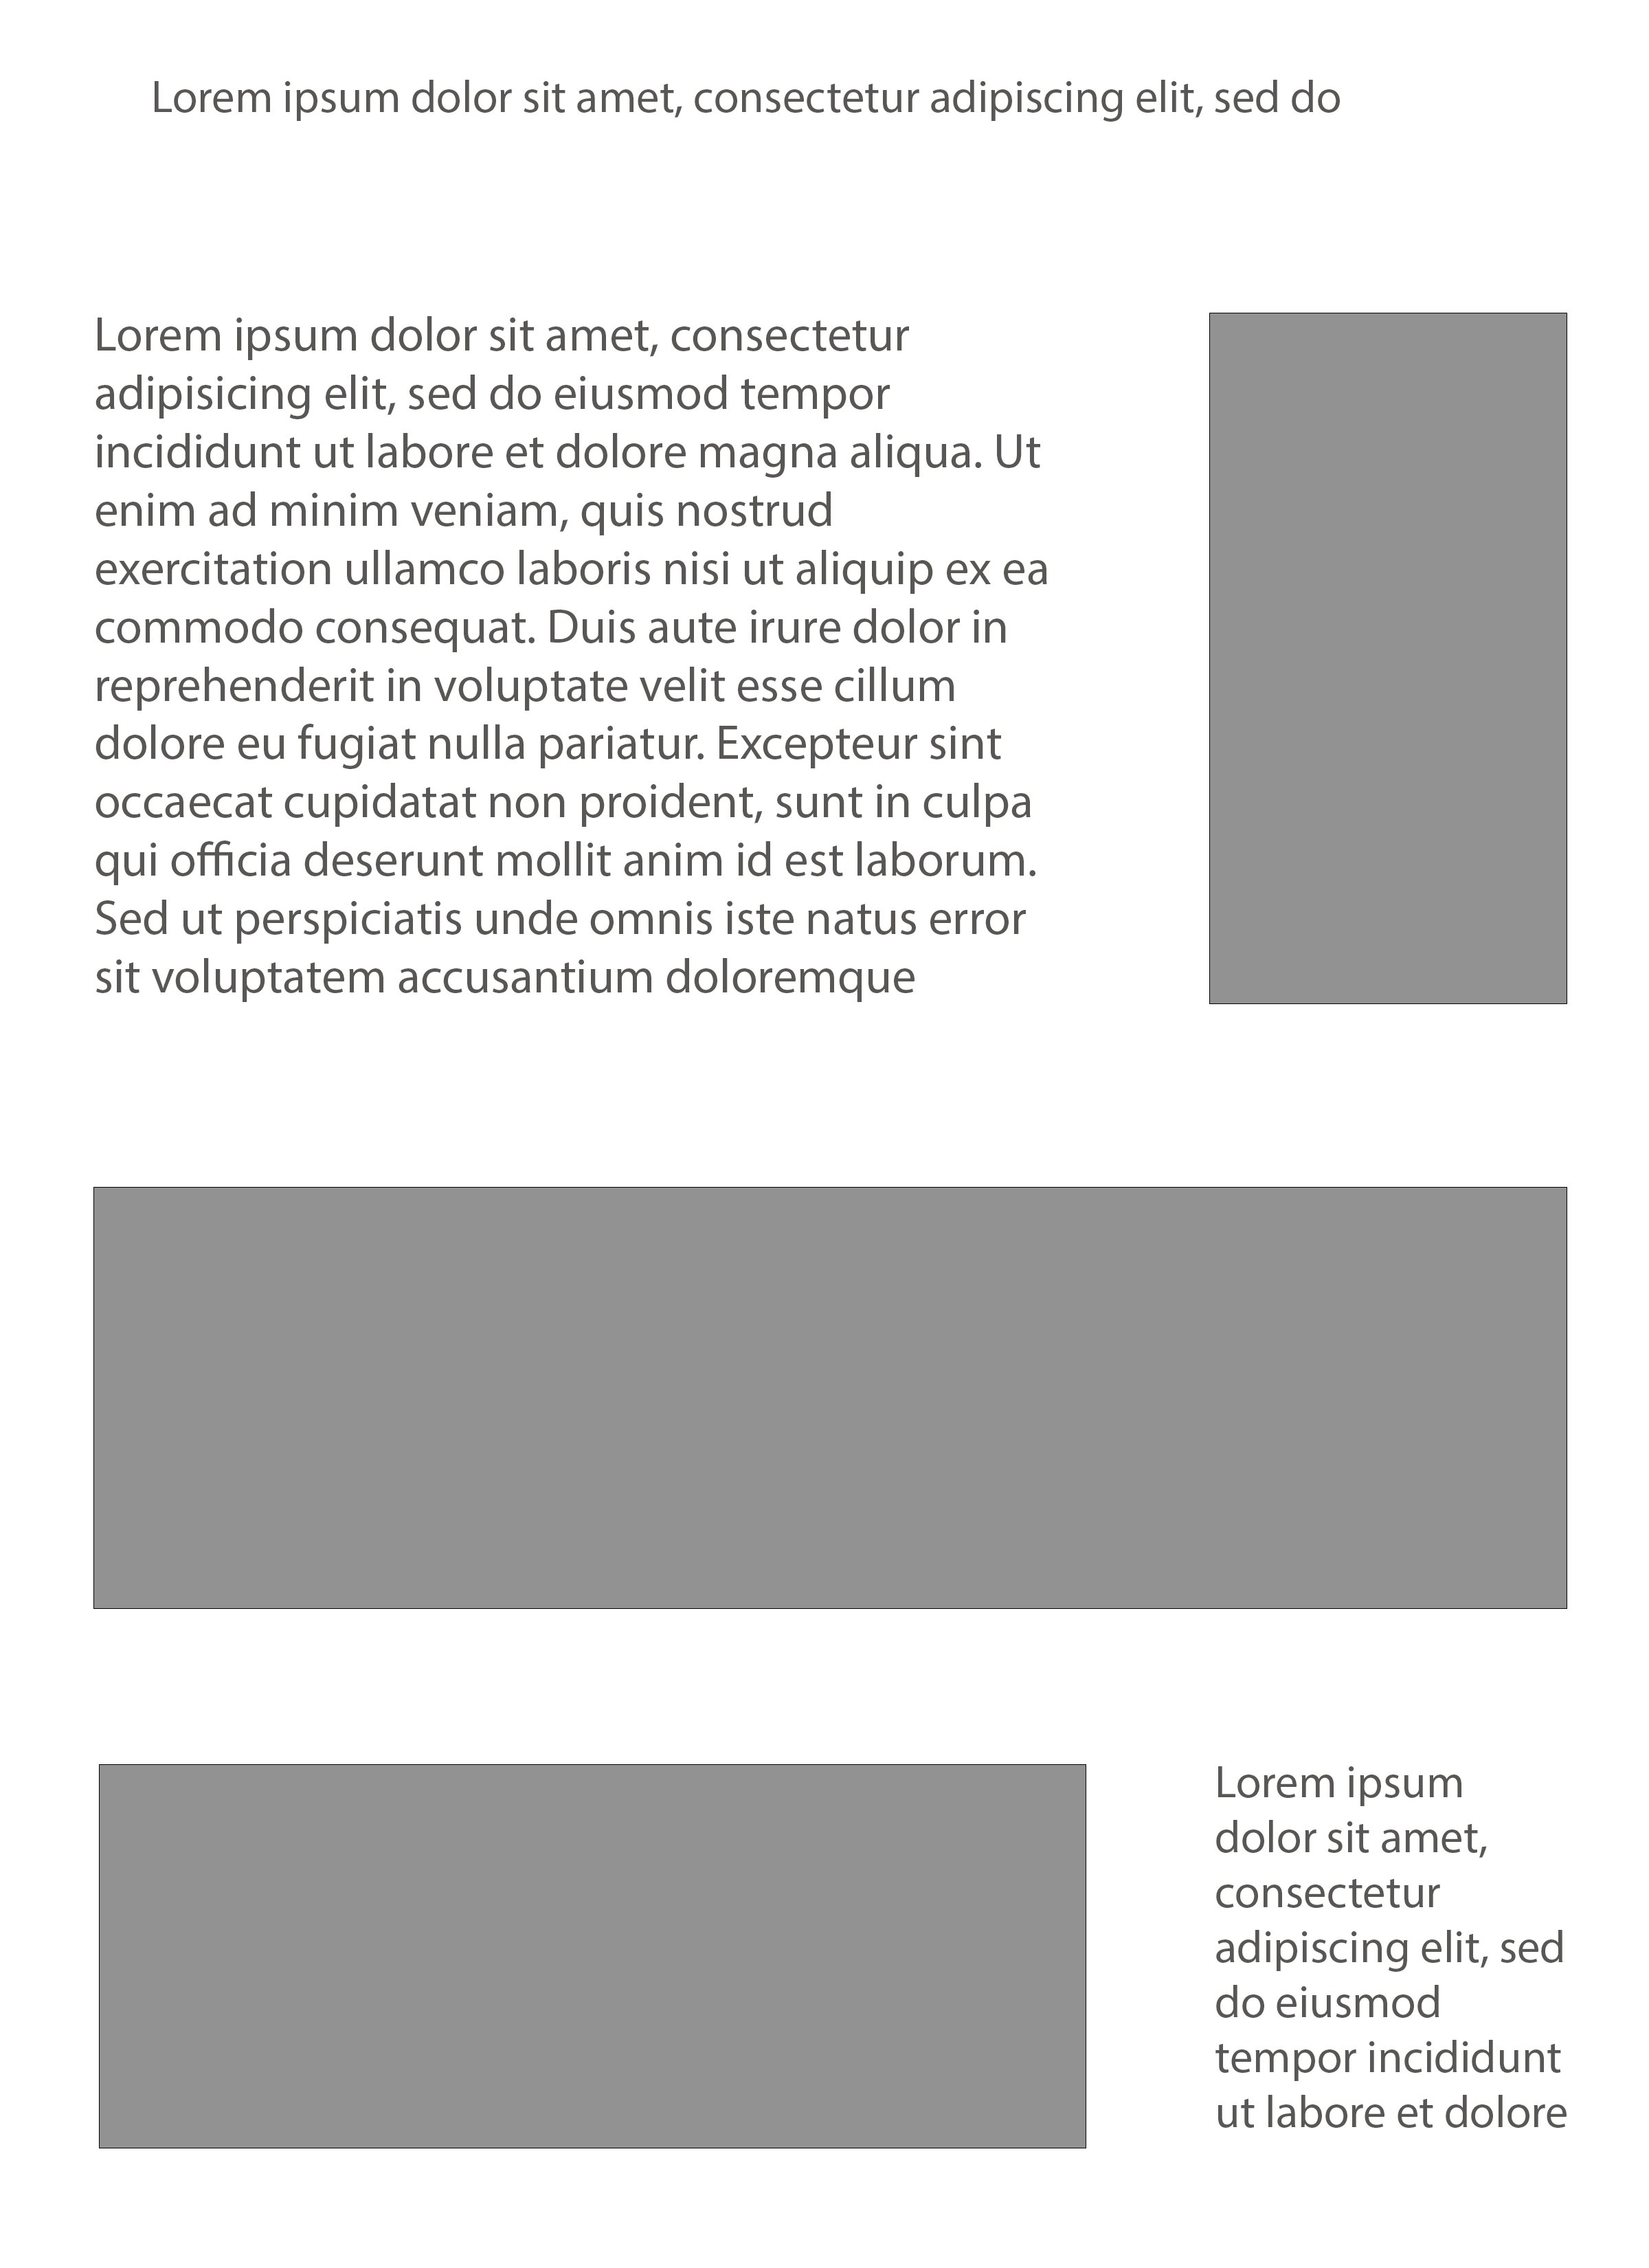 Lorem ipsum dolor sit amet, consectetur adipiscing elit, sed do
Lorem ipsum dolor sit amet, consectetur
adipisicing elit, sed do eiusmod tempor
incididunt ut labore et dolore magna aliqua. Ut
enim ad minim veniam, quis nostrud
exercitation ullamco laboris nisi ut aliquip ex ea
commodo consequat. Duis aute irure dolor in
reprehenderit in voluptate velit esse cillum
dolore eu fugiat nulla pariatur. Excepteur sint
occaecat cupidatat non proident, sunt in culpa
qui officia deserunt mollit anim id est laborum.
Sed ut perspiciatis unde omnis iste natus error
sit voluptatem accusantium doloremque
Lorem ipsum
dolor sit amet,
consectetur
adipiscing elit, sed
do eiusmod
tempor incididunt
ut labore et dolore